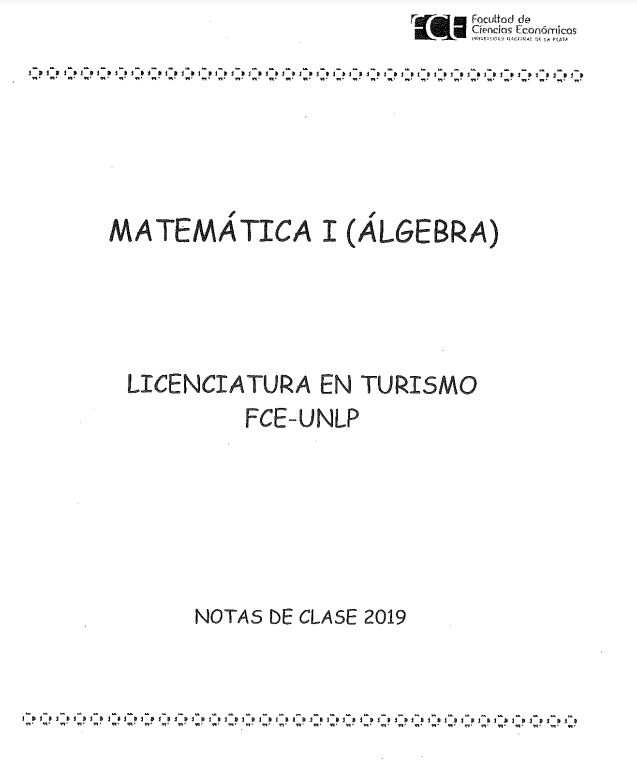 FCE
Facultad de
Ciencias Económicas
UNIVERSIDAD NACIONAL DE LA PLATA
MATEMÁTICA I (ÁLGEBRA)
LICENCIATURA EN TURISMO
FCE-UNLP
NOTAS DE CLASE 2019